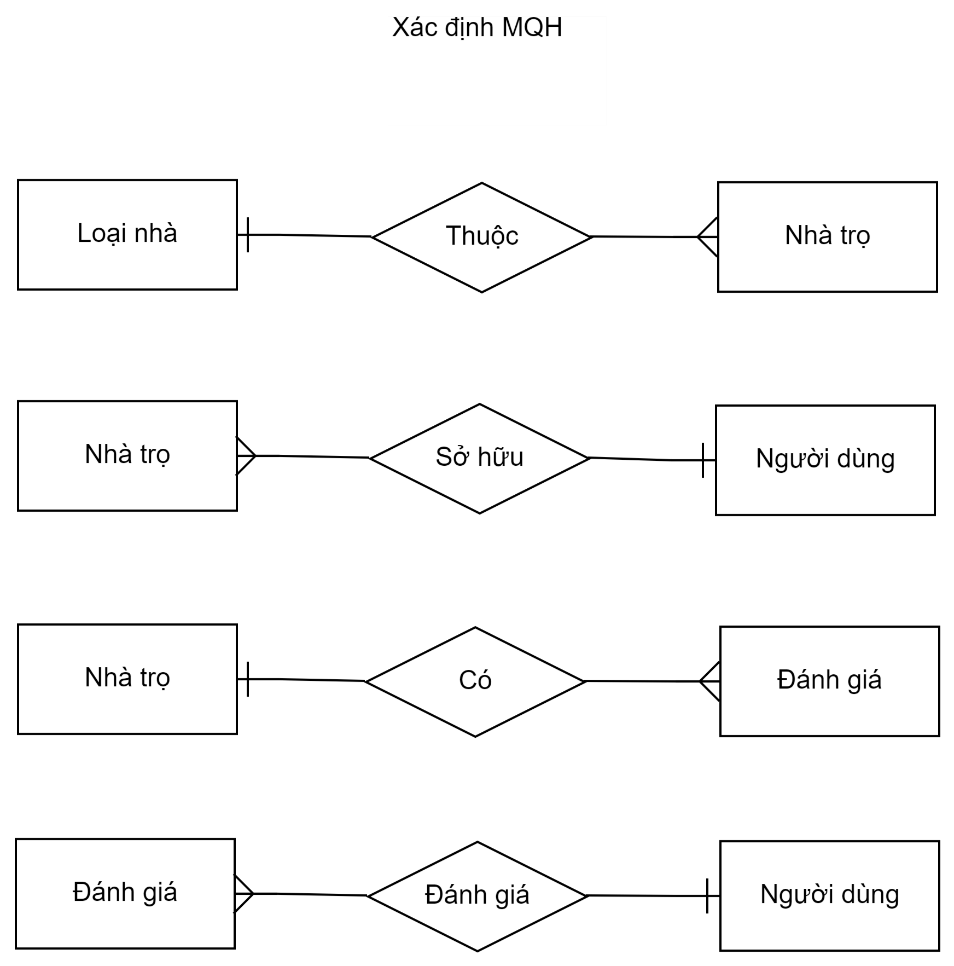 Xác định MQH
Loại nhà
Thuộc
Nhà trọ
Nhà trọ
Sở hữu
Người dùng
Nhà trọ
Có
Đánh giá
Đánh giá
Đánh giá
Người dùng